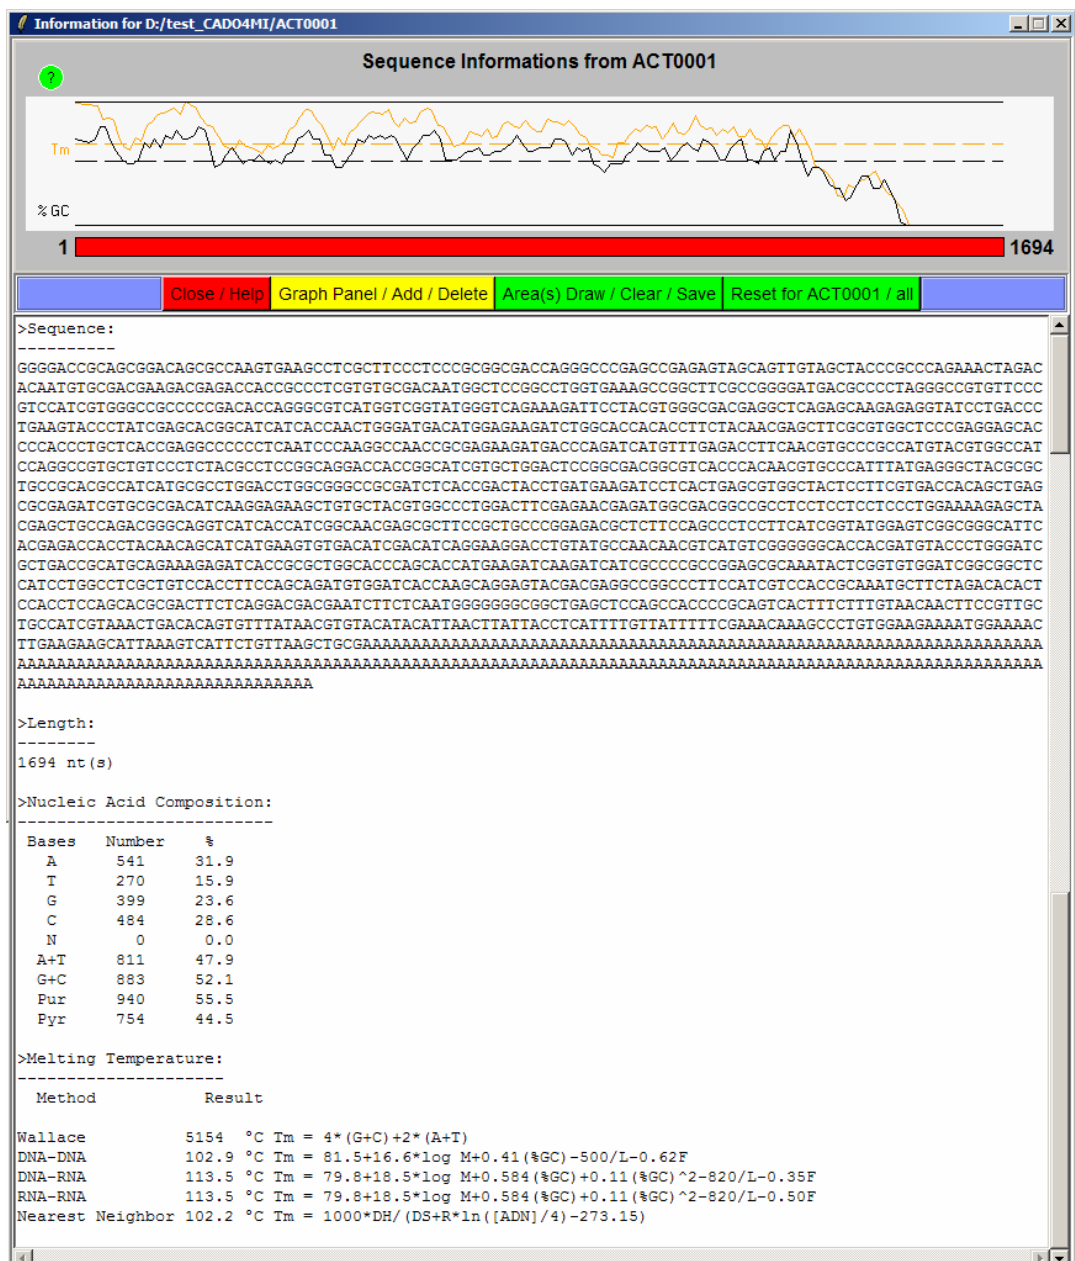 Information for D:/test_CADO4MI/ACT0001
Sequence Informations from ACT0001
?
Tm
%GC
1 1694
Close / Help Graph Panel / Add / Delete Area(s) Draw / Clear / Save Reset for ACT0001 / all
>Sequence:
----------
GGGGACCGCAGCGGACAGCGCCAAGTGAAGCCTCGCTTCCCTCCCGCGGCGACCAGGGCCCGAGCCGAGAGTAGCAGTTGTAGCTACCCGCCCAGAAACTAGAC
ACAATGTGCGACGAAGACGAGACCACCGCCCTCGTGTGCGACAATGGCTCCGGCCTGGTGAAAGCCGGCTTCGCCGGGGATGACGCCCCTAGGGCCGTGTTCCC
GTCCATCGTGGGCCGCCCCCGACACCAGGGCGTCATGGTCGGTATGGGTCAGAAAGATTCCTACGTGGGCGACGAGGCTCAGAGCAAGAGAGGTATCCTGACCC
TGAAGTACCCTATCGAGCACGGCATCATCACCAACTGGGATGACATGGAGAAGATCTGGCACCACACCTTCTACAACGAGCTTCGCGTGGCTCCCGAGGAGCAC
CCCACCCTGCTCACCGAGGCCCCCCTCAATCCCAAGGCCAACCGCGAGAAGATGACCCAGATCATGTTTGAGACCTTCAACGTGCCCGCCATGTACGTGGCCAT
CCAGGCCGTGCTGTCCCTCTACGCCTCCGGCAGGACCACCGGCATCGTGCTGGACTCCGGCGACGGCGTCACCCACAACGTGCCCATTTATGAGGGCTACGCGC
TGCCGCACGCCATCATGCGCCTGGACCTGGCGGGCCGCGATCTCACCGACTACCTGATGAAGATCCTCACTGAGCGTGGCTACTCCTTCGTGACCACAGCTGAG
CGCGAGATCGTGCGCGACATCAAGGAGAAGCTGTGCTACGTGGCCCTGGACTTCGAGAACGAGATGGCGACGGCCGCCTCCTCCTCCTCCCTGGAAAAGAGCTA
CGAGCTGCCAGACGGGCAGGTCATCACCATCGGCAACGAGCGCTTCCGCTGCCCGGAGACGCTCTTCCAGCCCTCCTTCATCGGTATGGAGTCGGCGGGCATTC
ACGAGACCACCTACAACAGCATCATGAAGTGTGACATCGACATCAGGAAGGACCTGTATGCCAACAACGTCATGTCGGGGGGCACCACGATGTACCCTGGGATC
GCTGACCGCATGCAGAAAGAGATCACCGCGCTGGCACCCAGCACCATGAAGATCAAGATCATCGCCCCGCCGGAGCGCAAATACTCGGTGTGGATCGGCGGCTC
CATCCTGGCCTCGCTGTCCACCTTCCAGCAGATGTGGATCACCAAGCAGGAGTACGACGAGGCCGGCCCTTCCATCGTCCACCGCAAATGCTTCTAGACACACT
CCACCTCCAGCACGCGACTTCTCAGGACGACGAATCTTCTCAATGGGGGGGCGGCTGAGCTCCAGCCACCCCGCAGTCACTTTCTTTGTAACAACTTCCGTTGC
TGCCATCGTAAACTGACACAGTGTTTATAACGTGTACATACATTAACTTATTACCTCATTTTGTTATTTTTCGAAACAAAGCCCTGTGGAAGAAAATGGAAAAC
TTGAAGAAGCATTAAAGTCATTCTGTTAAGCTGCGAAAAAAAAAAAAAAAAAAAAAAAAAAAAAAAAAAAAAAAAAAAAAAAAAAAAAAAAAAAAAAAAAAAAA
AAAAAAAAAAAAAAAAAAAAAAAAAAAAAAAAAAAAAAAAAAAAAAAAAAAAAAAAAAAAAAAAAAAAAAAAAAAAAAAAAAAAAAAAAAAAAAAAAAAAAAAA
AAAAAAAAAAAAAAAAAAAAAAAAAAAAAA
>Length:
--------
1694 nt(s)
>Nucleic Acid Composition:
--------------------------
Bases Number %
A 541 31.9
T 270 15.9
G 399 23.6
C 484 28.6
N 0 0.0
A+T 811 47.9
G+C 883 52.1
Pur 940 55.5
Pyr 754 44.5
>Melting Temperature:
---------------------
Method Result
Wallace 5154 °C Tm = 4*(G+C)+2*(A+T)
DNA-DNA 102.9 °C Tm = 81.5+16.6*log M+0.41(%GC)-500/L-0.62F
DNA-RNA 113.5 °C Tm = 79.8+18.5*log M+0.584(%GC)+0.11(%GC)^2-820/L-0.35F
RNA-RNA 113.5 °C Tm = 79.8+18.5*log M+0.584(%GC)+0.11(%GC)^2-820/L-0.50F
Nearest Neighbor 102.2 °C Tm = 1000*DH/(DS+R*ln([ADN]/4)-273.15)